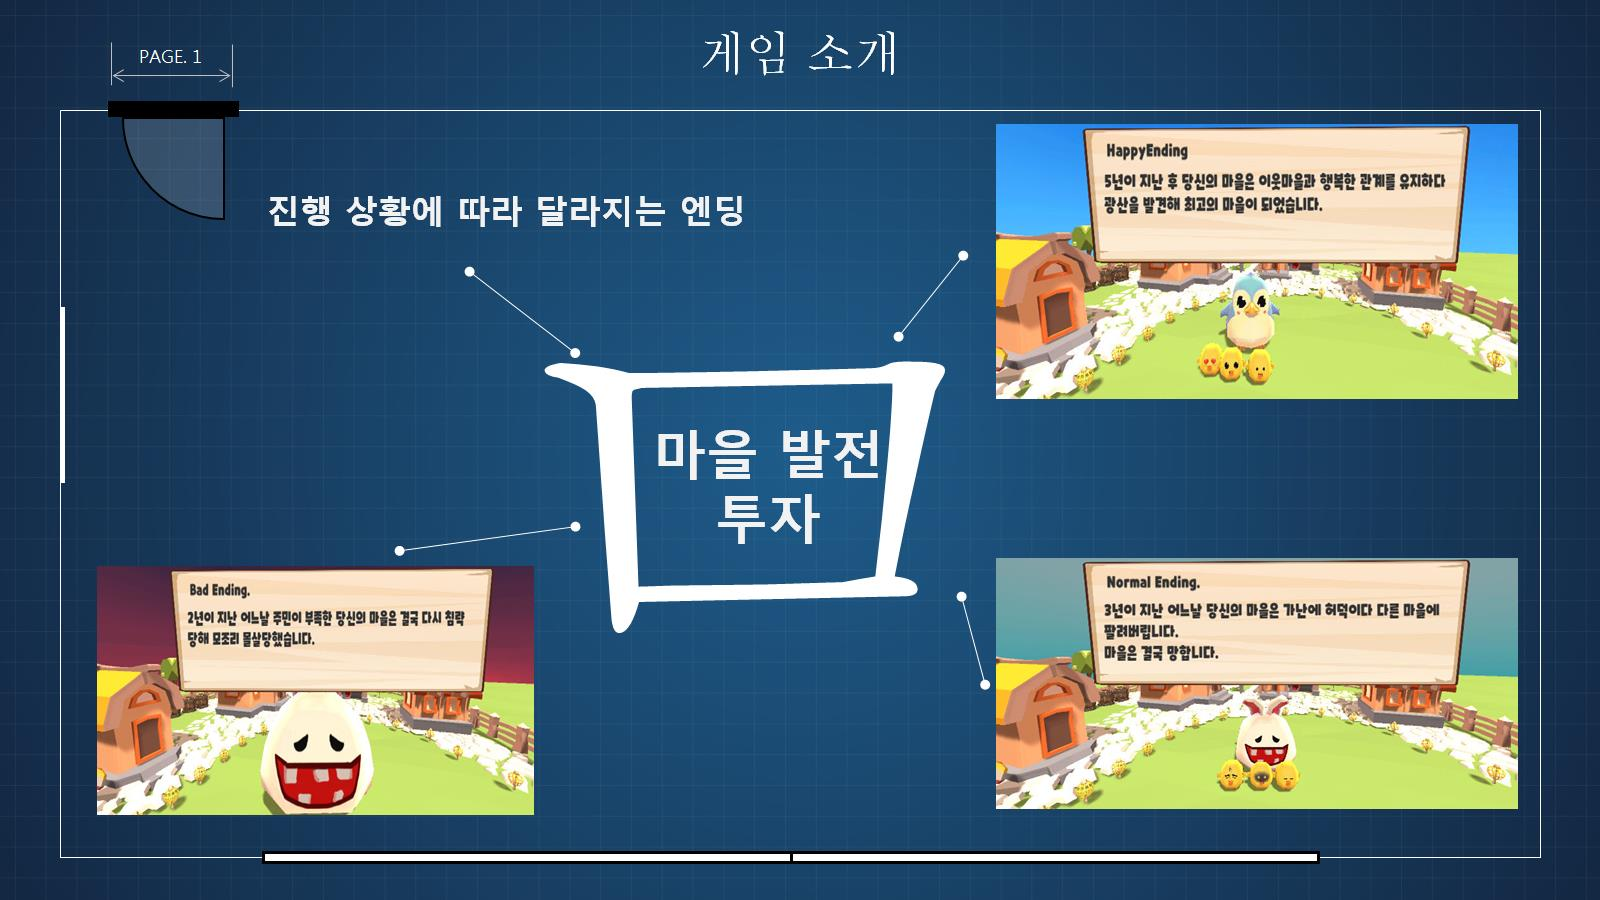 PAGE. 1
게임 소개
진행 상황에 따라 달라지는 엔딩
HappyEnding
5년이 지난 후 당신의 마을은 이웃마을과 행복한 관계를 유지하다
광산을 발견해 최고의 마을이 되었습니다.
마을 발전
투자
Bad Ending.
2년이 지난 어느날 주민이 부족한 당신의 마을은 결국 다시 침략
당해 모조리 몰살당했습니다.
Normal Ending.
3년이 지난 어느날 당신의 마을은 가난에 허덕이다 다른 마을에
팔려버립니다.
마을은 결국 망합니다.